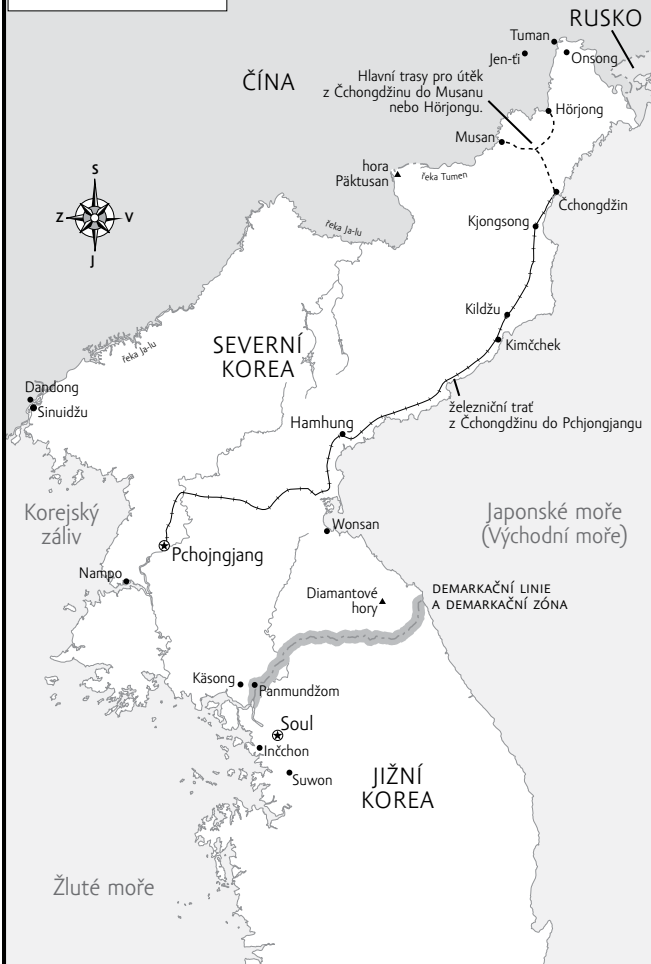 RUSKO
Tuman
Onsong
Jen-ťi
ČÍNA
Hlavní trasy pro útěk
z Čchongdžinu do Musanu
nebo Hörjongu.
Hörjong
Musan
hora
Päktusan
řeka Tumen
S
Z
V
J
Čchongdžin
Kjongsong
řeka Ja-lu
Kildžu
SEVERNÍ
KOREA
Kimčchek
řeka Ja-lu
Dandong
Sinuidžu
železniční trať
z Čchongdžinu do Pchjongjangu
Hamhung
Korejský
záliv
Japonské moře
(Východní moře)
Wonsan
Pchojngjang
Nampo
Diamantové
hory
DEMARKAČNÍ LINIE
A DEMARKAČNÍ ZÓNA
Käsong
Panmundžom
Soul
Inčchon
Suwon
JIŽNÍ
KOREA
Žluté moře